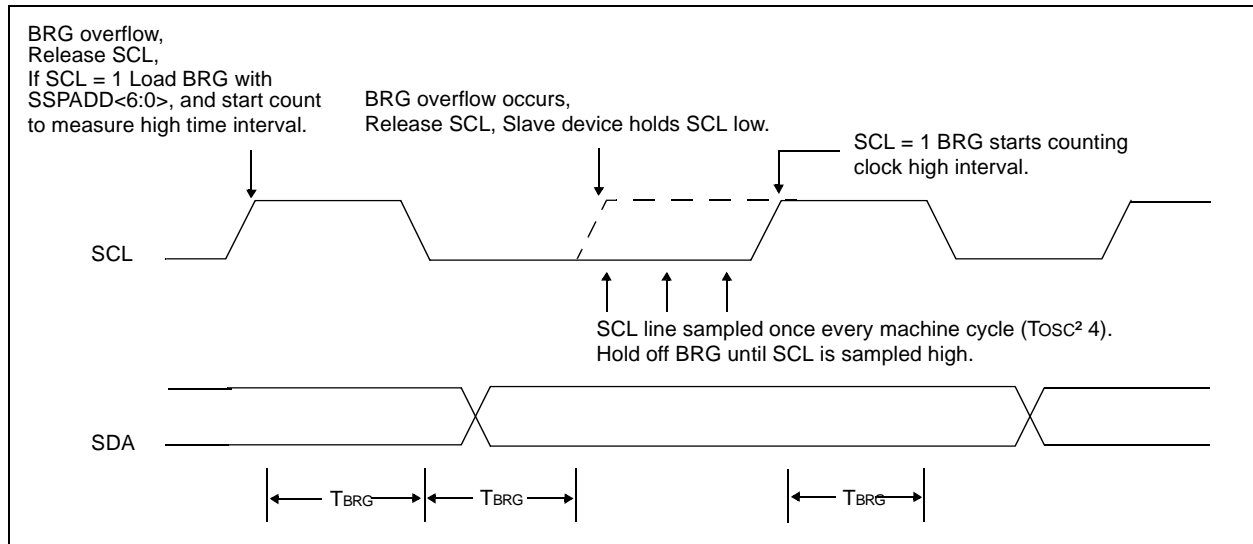 BRG overflow,
Release SCL,
If SCL = 1 Load BRG with
SSPADD<6:0>, and start count
to measure high time interval.
BRG overflow occurs,
Release SCL, Slave device holds SCL low.
SCL = 1 BRG starts counting
clock high interval.
SCL
SCL line sampled once every machine cycle (TOSC² 4).
Hold off BRG until SCL is sampled high.
SDA
TBRG
TBRG
TBRG